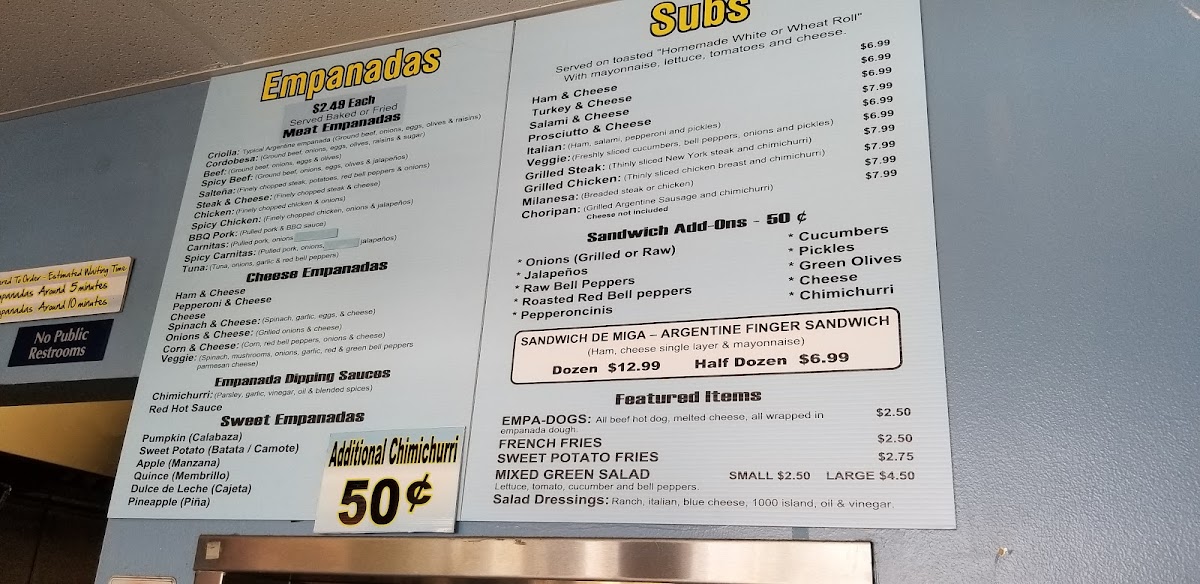 Empanadas
$2.49 Each
Served Baked or Fried
Meat Empanadas
Criolla: Typical Argentine empanada (Ground beef, onions, eggs, olives & raisins)
Cordobesa: (Ground beef, onions, eggs, olives, raisins & sugar)
Beef: (Ground beef, onions, eggs & olives)
Spicy Beef: (Ground beef, onions, eggs, olives & jalapeños)
Salteña: (Finely chopped steak, potatoes, red bell peppers & onions)
Steak & Cheese: (Finely chopped steak & cheese)
Chicken: (Finely chopped chicken & onions)
Spicy Chicken: (Finely chopped chicken, onions & jalapeños)
BBQ Pork: (Pulled pork & BBQ sauce)
Carnitas: (Pulled pork, onions
Spicy Carnitas: (Pulled pork, onions, jalapeños)
Tuna: (Tuna, onions, garlic & red bell peppers)
Cheese Empanadas
Ham & Cheese
Pepperoni & Cheese
Cheese
Spinach & Cheese: (Spinach, garlic, eggs, & cheese)
Onions & Cheese: (Grilled onions & cheese)
Corn & Cheese: (Corn, red bell peppers, onions & cheese)
Veggie: (Spinach, mushrooms, onions, garlic, red & green bell peppers
parmesan cheese)
Empanada Dipping Sauces
Chimichurri: (Parsley, garlic, vinegar, oil & blended spices)
Red Hot Sauce
Sweet Empanadas
Pumpkin (Calabaza)
Sweet Potato (Batata / Camote)
Apple (Manzana)
Quince (Membrillo)
Dulce de Leche (Cajeta)
Pineapple (Piña)
Additional Chimichurri
50 ¢
Subs
Served on toasted "Homemade White or Wheat Roll"
With mayonnaise, lettuce, tomatoes and cheese.
Ham & Cheese $6.99
Turkey & Cheese $6.99
Salami & Cheese $6.99
Prosciutto & Cheese $7.99
Italian: (Ham, salami, pepperoni and pickles) $6.99
Veggie: (Freshly sliced cucumbers, bell peppers, onions and pickles) $6.99
Grilled Steak: (Thinly sliced New York steak and chimichurri) $7.99
Grilled Chicken: (Thinly sliced chicken breast and chimichurri) $7.99
Milanesa: (Breaded steak or chicken) $7.99
Choripan: (Grilled Argentine Sausage and chimichurri) $7.99
Cheese not included
Sandwich Add-Ons - 50 ¢
* Onions (Grilled or Raw)
* Jalapeños
* Raw Bell Peppers
* Roasted Red Bell peppers
* Pepperoncinis
* Cucumbers
* Pickles
* Green Olives
* Cheese
* Chimichurri
SANDWICH DE MIGA – ARGENTINE FINGER SANDWICH
(Ham, cheese single layer & mayonnaise)
Dozen $12.99 Half Dozen $6.99
Featured Items
EMPA-DOGS: All beef hot dog, melted cheese, all wrapped in $2.50
empanada dough.
FRENCH FRIES $2.50
SWEET POTATO FRIES $2.75
MIXED GREEN SALAD SMALL $2.50 LARGE $4.50
Lettuce, tomato, cucumber and bell peppers.
Salad Dressings: Ranch, italian, blue cheese, 1000 island, oil & vinegar.
To Order - Estimated Waiting Time
Around 5 minutes
Around 10 minutes
No Public
Restrooms